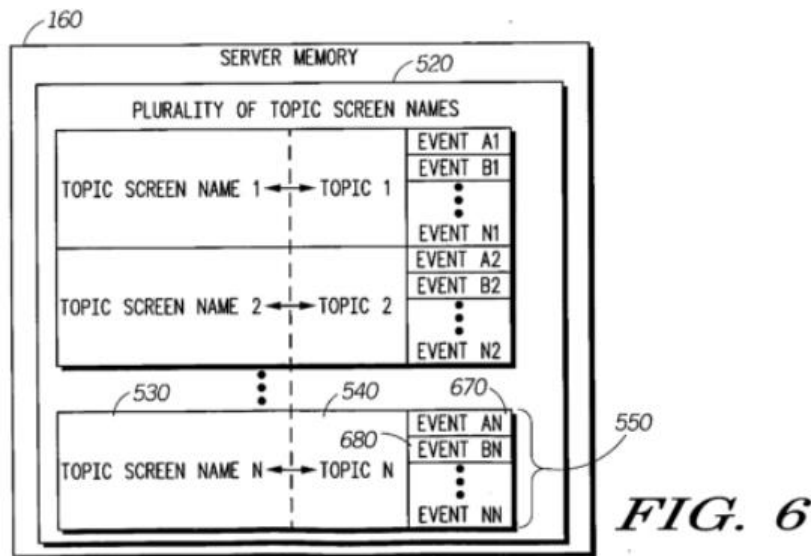 160
SERVER MEMORY
520
PLURALITY OF TOPIC SCREEN NAMES
TOPIC SCREEN NAME 1 TOPIC 1
EVENT A1
EVENT B1
EVENT N1
TOPIC SCREEN NAME 2 TOPIC 2
EVENT A2
EVENT B2
EVENT N2
530 540 670
680
550
TOPIC SCREEN NAME N TOPIC N
EVENT AN
EVENT BN
EVENT NN
FIG. 6